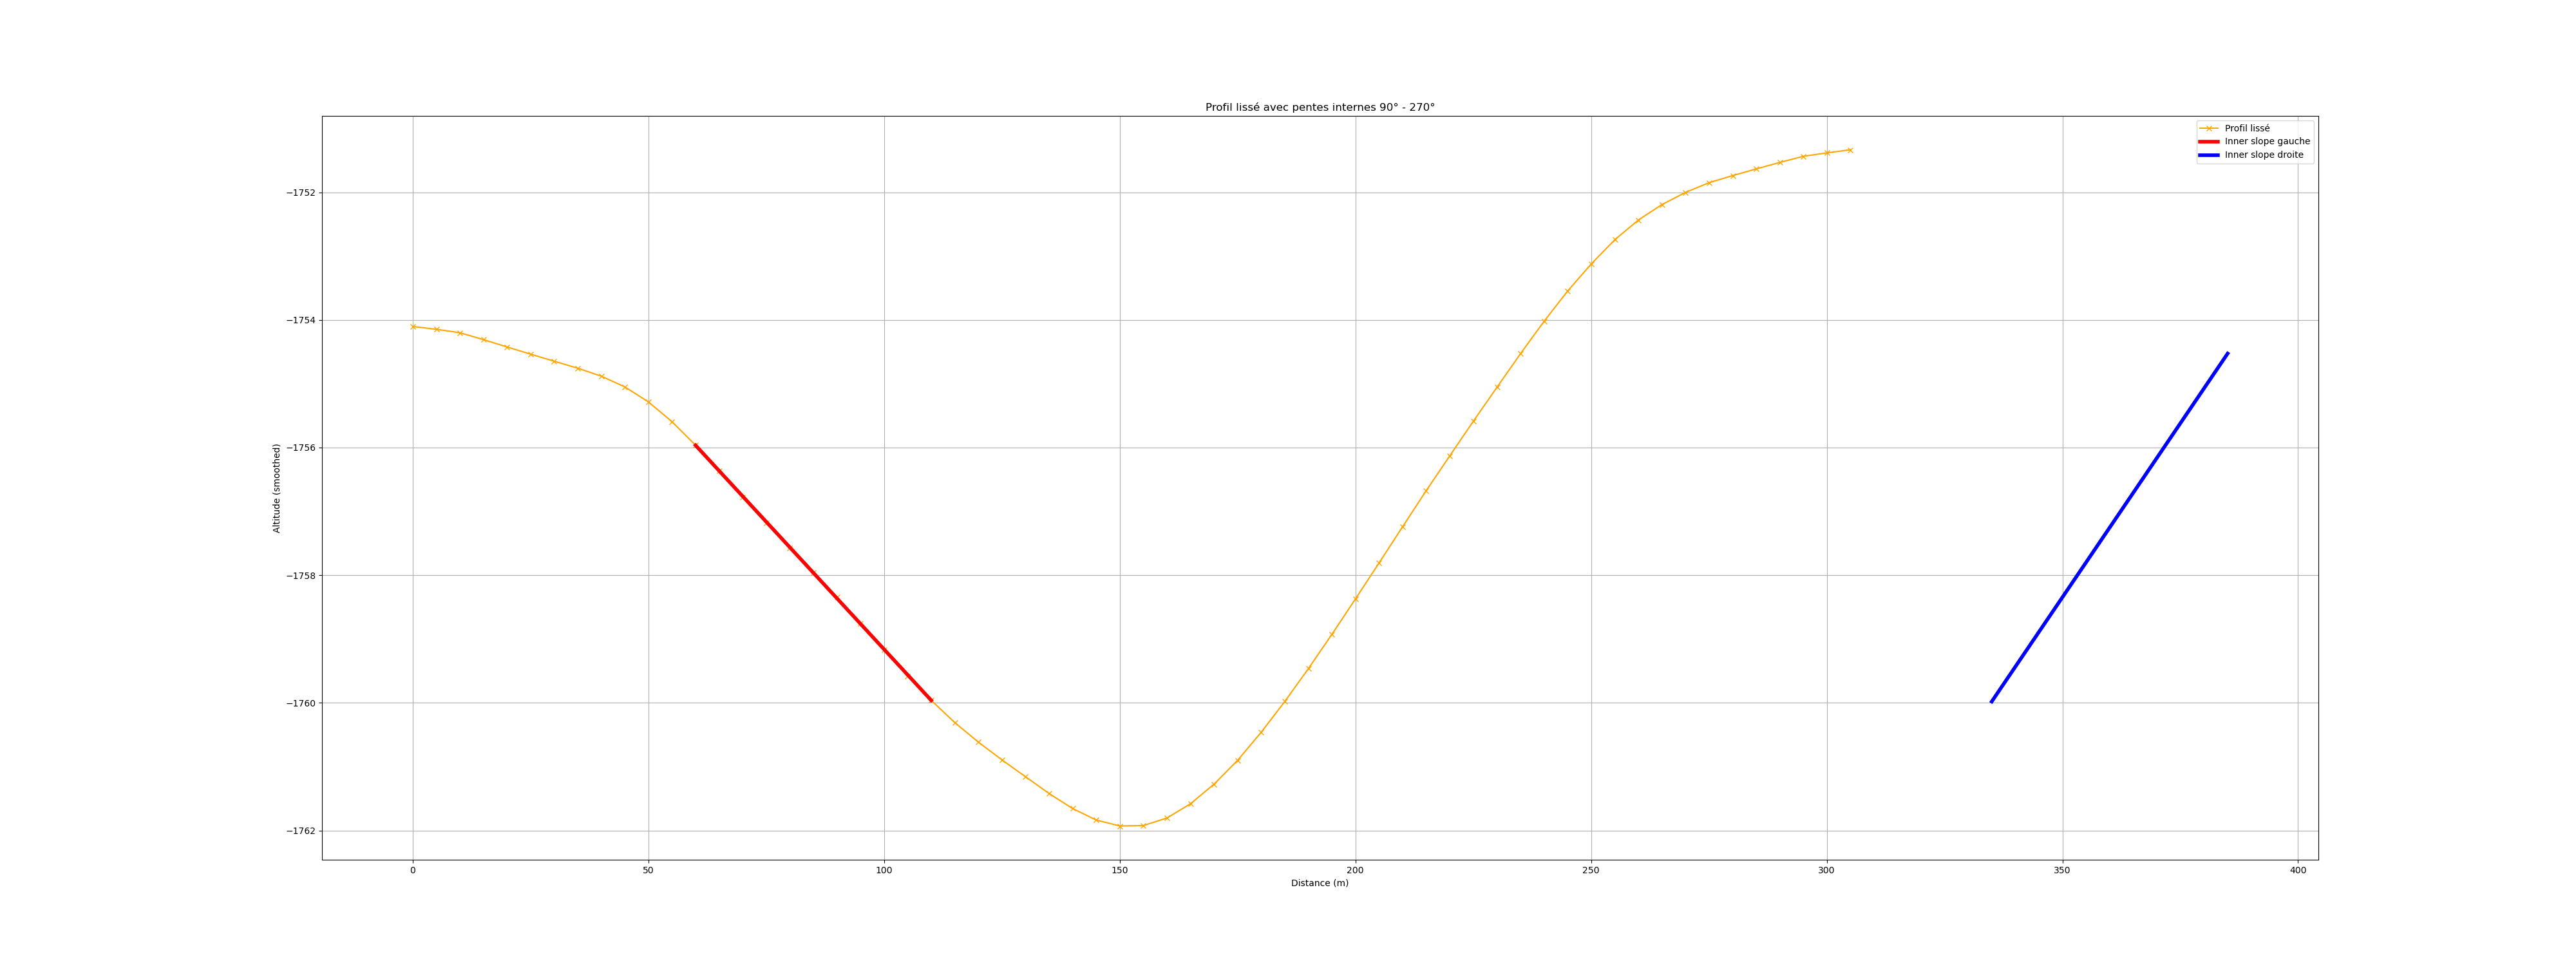 Profil lissé avec pentes internes 90° - 270°
Profil lissé
Inner slope gauche
Inner slope droite
−1752
−1754
−1756
−1758
−1760
−1762
Altitude (smoothed)
0 50 100 150 200 250 300 350 400
Distance (m)